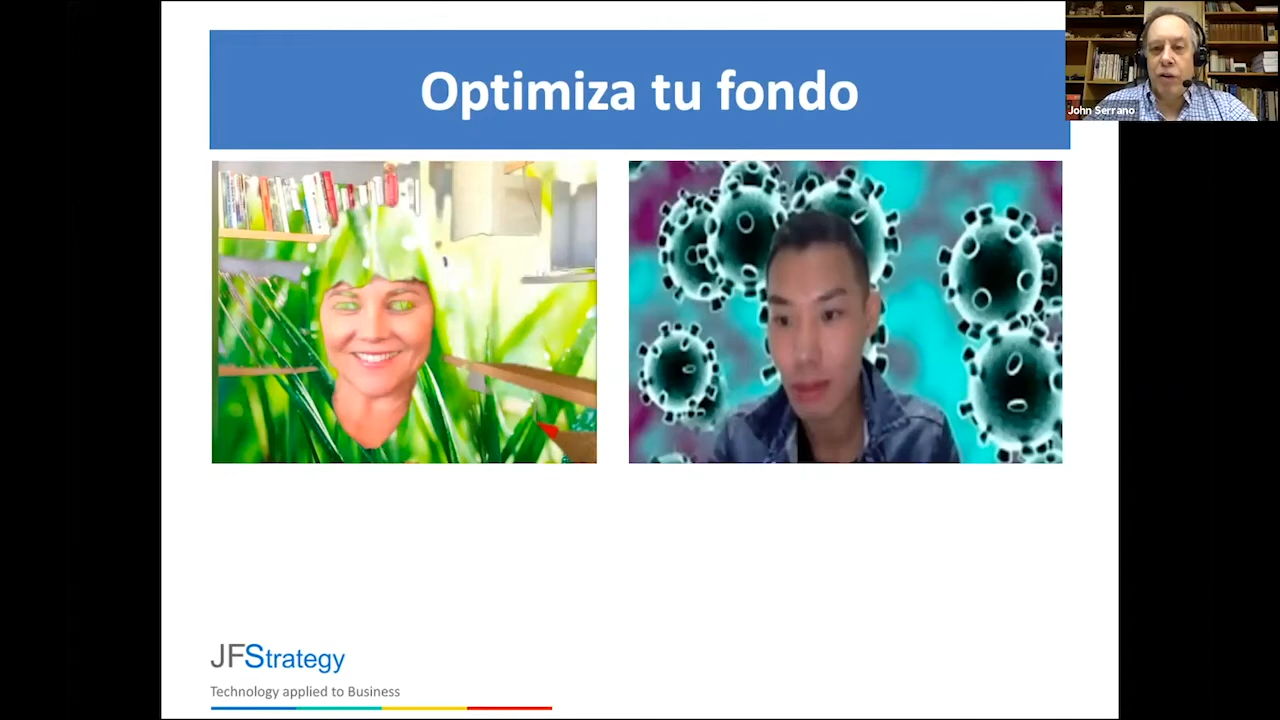 Optimiza tu fondo
John Serrano
JFStrategy
Technology applied to Business